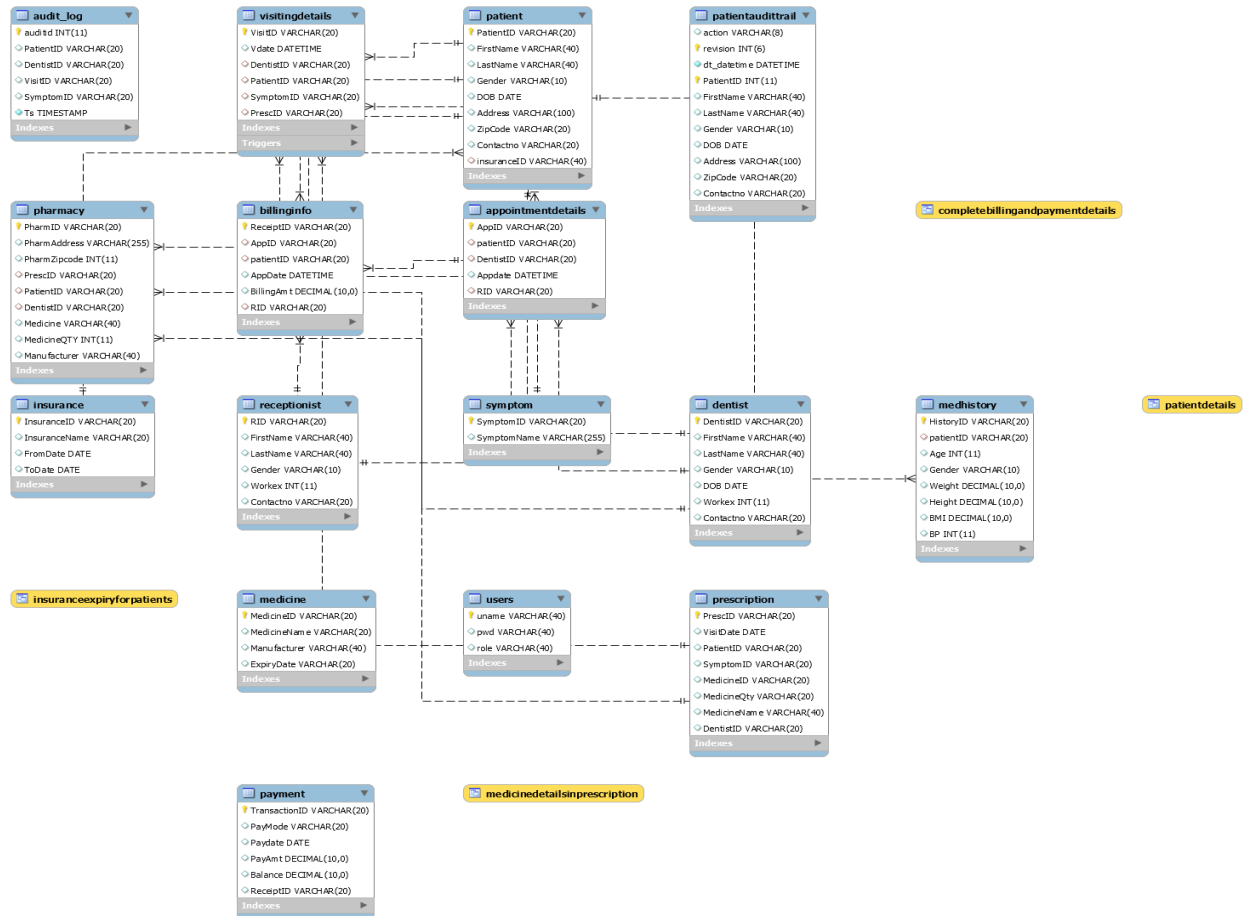 audit_log
auditid INT(11)
PatientID VARCHAR(20)
DentistID VARCHAR(20)
VisitID VARCHAR(20)
SymptomID VARCHAR(20)
Ts TIMESTAMP
Indexes
visitingdetails
VisitID VARCHAR(20)
Vdate DATETIME
DentistID VARCHAR(20)
PatientID VARCHAR(20)
SymptomID VARCHAR(20)
PrescID VARCHAR(20)
Indexes
Triggers
patient
PatientID VARCHAR(20)
FirstName VARCHAR(40)
LastName VARCHAR(40)
Gender VARCHAR(10)
DOB DATE
Address VARCHAR(100)
ZipCode VARCHAR(20)
Contactno VARCHAR(20)
insuranceID VARCHAR(40)
Indexes
patientaudittrail
action VARCHAR(8)
revision INT(6)
dt_datetime DATETIME
PatientID INT(11)
FirstName VARCHAR(40)
LastName VARCHAR(40)
Gender VARCHAR(10)
DOB DATE
Address VARCHAR(100)
ZipCode VARCHAR(20)
Contactno VARCHAR(20)
Indexes
pharmacy
PharmID VARCHAR(20)
PharmAddress VARCHAR(255)
PharmZipcode INT(11)
PrescID VARCHAR(20)
PatientID VARCHAR(20)
DentistID VARCHAR(20)
Medicine VARCHAR(40)
MedicineQTY INT(11)
Manufacturer VARCHAR(40)
Indexes
billinginfo
ReceiptID VARCHAR(20)
AppID VARCHAR(20)
patientID VARCHAR(20)
AppDate DATETIME
BillingAmt DECIMAL(10,0)
RID VARCHAR(20)
Indexes
appointmentdetails
AppID VARCHAR(20)
patientID VARCHAR(20)
DentistID VARCHAR(20)
Appdate DATETIME
RID VARCHAR(20)
Indexes
completebillingandpaymentdetails
insurance
InsuranceID VARCHAR(20)
InsuranceName VARCHAR(20)
FromDate DATE
ToDate DATE
Indexes
receptionist
RID VARCHAR(20)
FirstName VARCHAR(40)
LastName VARCHAR(40)
Gender VARCHAR(10)
Workex INT(11)
Contactno VARCHAR(20)
Indexes
symptom
SymptomID VARCHAR(20)
SymptomName VARCHAR(255)
Indexes
dentist
DentistID VARCHAR(20)
FirstName VARCHAR(40)
LastName VARCHAR(40)
Gender VARCHAR(10)
DOB DATE
Workex INT(11)
Contactno VARCHAR(20)
Indexes
medhistory
HistoryID VARCHAR(20)
patientID VARCHAR(20)
Age INT(11)
Gender VARCHAR(10)
Weight DECIMAL(10,0)
Height DECIMAL(10,0)
BMI DECIMAL(10,0)
BP INT(11)
Indexes
patientdetails
insuranceexpiryforpatients
medicine
MedicineID VARCHAR(20)
MedicineName VARCHAR(20)
Manufacturer VARCHAR(40)
ExpiryDate VARCHAR(20)
Indexes
users
uname VARCHAR(40)
pwd VARCHAR(40)
role VARCHAR(40)
Indexes
prescription
PrescID VARCHAR(20)
VisitDate DATE
PatientID VARCHAR(20)
SymptomID VARCHAR(20)
MedicineID VARCHAR(20)
MedicineQty VARCHAR(20)
MedicineName VARCHAR(40)
DentistID VARCHAR(20)
Indexes
payment
TransactionID VARCHAR(20)
PayMode VARCHAR(20)
Paydate DATE
PayAmt DECIMAL(10,0)
Balance DECIMAL(10,0)
ReceiptID VARCHAR(20)
Indexes
medicinedetailsinprescription